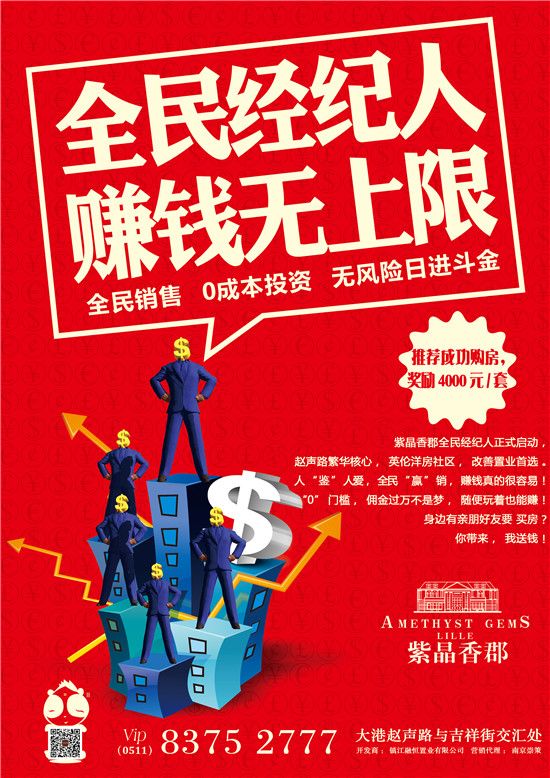 全民经纪人
赚钱无上限
全民销售 0成本投资 无风险日进斗金
推荐成功购房，
奖励4000元/套
紫晶香郡全民经纪人正式启动，
赵声路繁华核心，英伦洋房社区，改善置业首选。
人“鉴”人爱，全民“赢”销，赚钱真的很容易！
“0”门槛，佣金过万不是梦，随便玩着也能赚！
身边有亲朋好友要 买房？
你带来，我送钱！
AMETHYST GEMS
LILLE
紫晶香郡
Vip
(0511) 8375 2777
大港赵声路与吉祥街交汇处
开发商：镇江融恒置业有限公司 营销代理：南京崇策